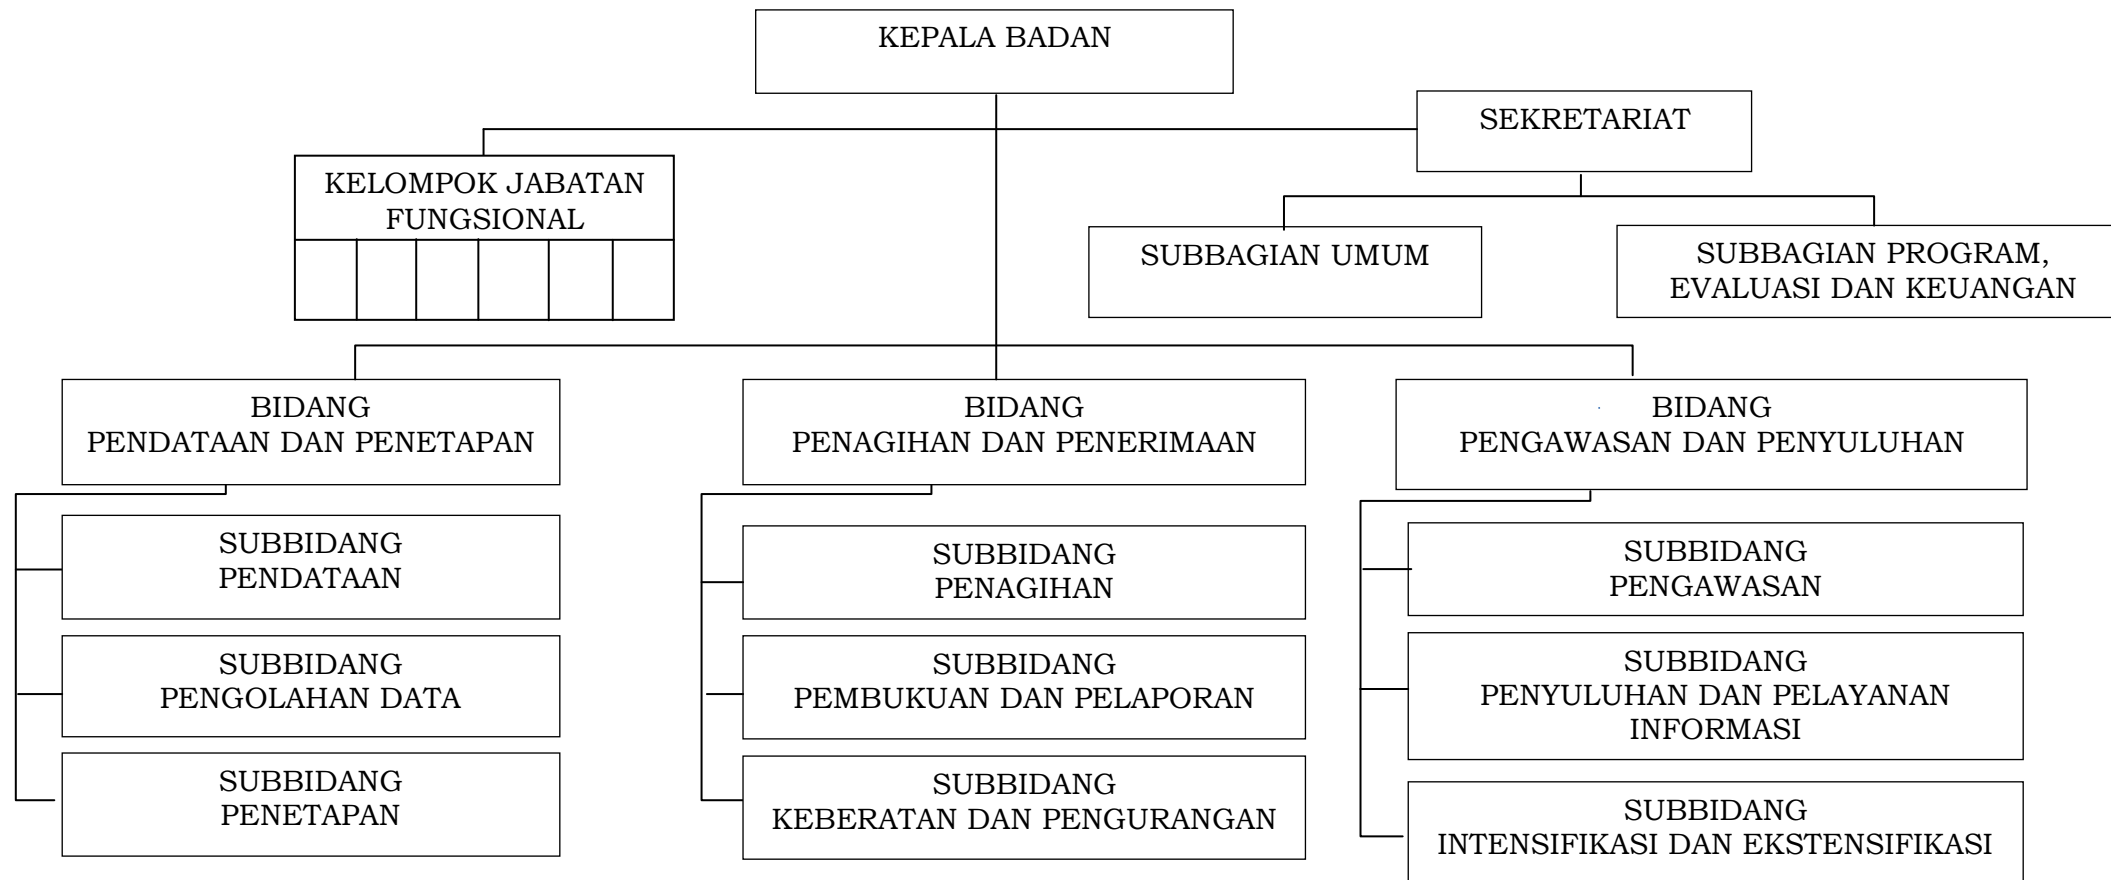 KEPALA BADAN
SEKRETARIAT
KELOMPOK JABATAN
FUNGSIONAL
SUBBAGIAN UMUM
SUBBAGIAN PROGRAM,
EVALUASI DAN KEUANGAN
BIDANG
PENDATAAN DAN PENETAPAN
BIDANG
PENAGIHAN DAN PENERIMAAN
BIDANG
PENGAWASAN DAN PENYULUHAN
SUBBIDANG
PENDATAAN
SUBBIDANG
PENGOLAHAN DATA
SUBBIDANG
PENETAPAN
SUBBIDANG
PENAGIHAN
SUBBIDANG
PEMBUKUAN DAN PELAPORAN
SUBBIDANG
KEBERATAN DAN PENGURANGAN
SUBBIDANG
PENGAWASAN
SUBBIDANG
PENYULUHAN DAN PELAYANAN
INFORMASI
SUBBIDANG
INTENSIFIKASI DAN EKSTENSIFIKASI